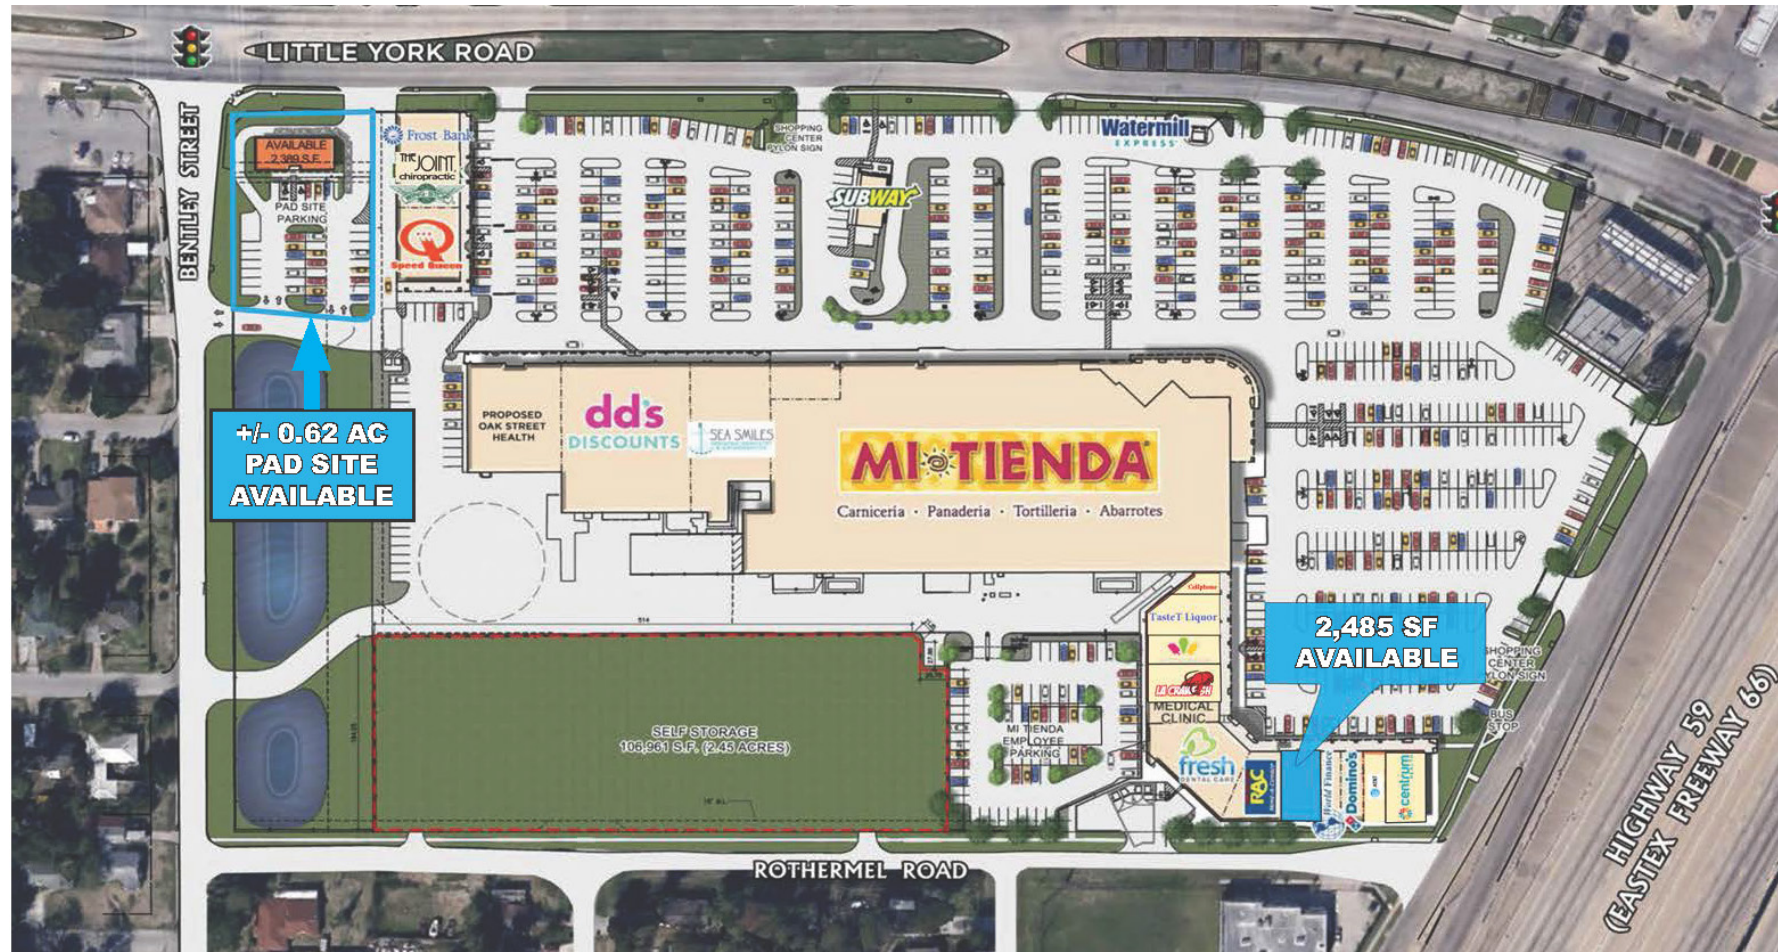 LITTLE YORK ROAD
BENTLEY STREET
AVAILABLE
2,389 S.F.
PAD SITE
PARKING
Frost Bank
THE JOINT
chiropractic
Speed Queen
SHOPPING
CENTER
PYLON SIGN
SUBWAY
Watermill
EXPRESS
+/- 0.62 AC
PAD SITE
AVAILABLE
PROPOSED
OAK STREET
HEALTH
dd's
DISCOUNTS
SEA SMILES
MI TIENDA
Carnicería · Panaderia · Tortilleria · Abarrotes
Cellphone
TasteT Liquor
MEDICAL
CLINIC
fresh
DENTAL CARE
RAC
2,485 SF
AVAILABLE
World Finance
Domino's
at&t
centrum
SHOPPING
CENTER
PYLON SIGN
BUS
STOP
514
SELF STORAGE
106,961 S.F. (2.45 ACRES)
MI TIENDA
EMPLOYEE
PARKING
ROTHERMEL ROAD
HIGHWAY 59
(EASTEX FREEWAY 66)